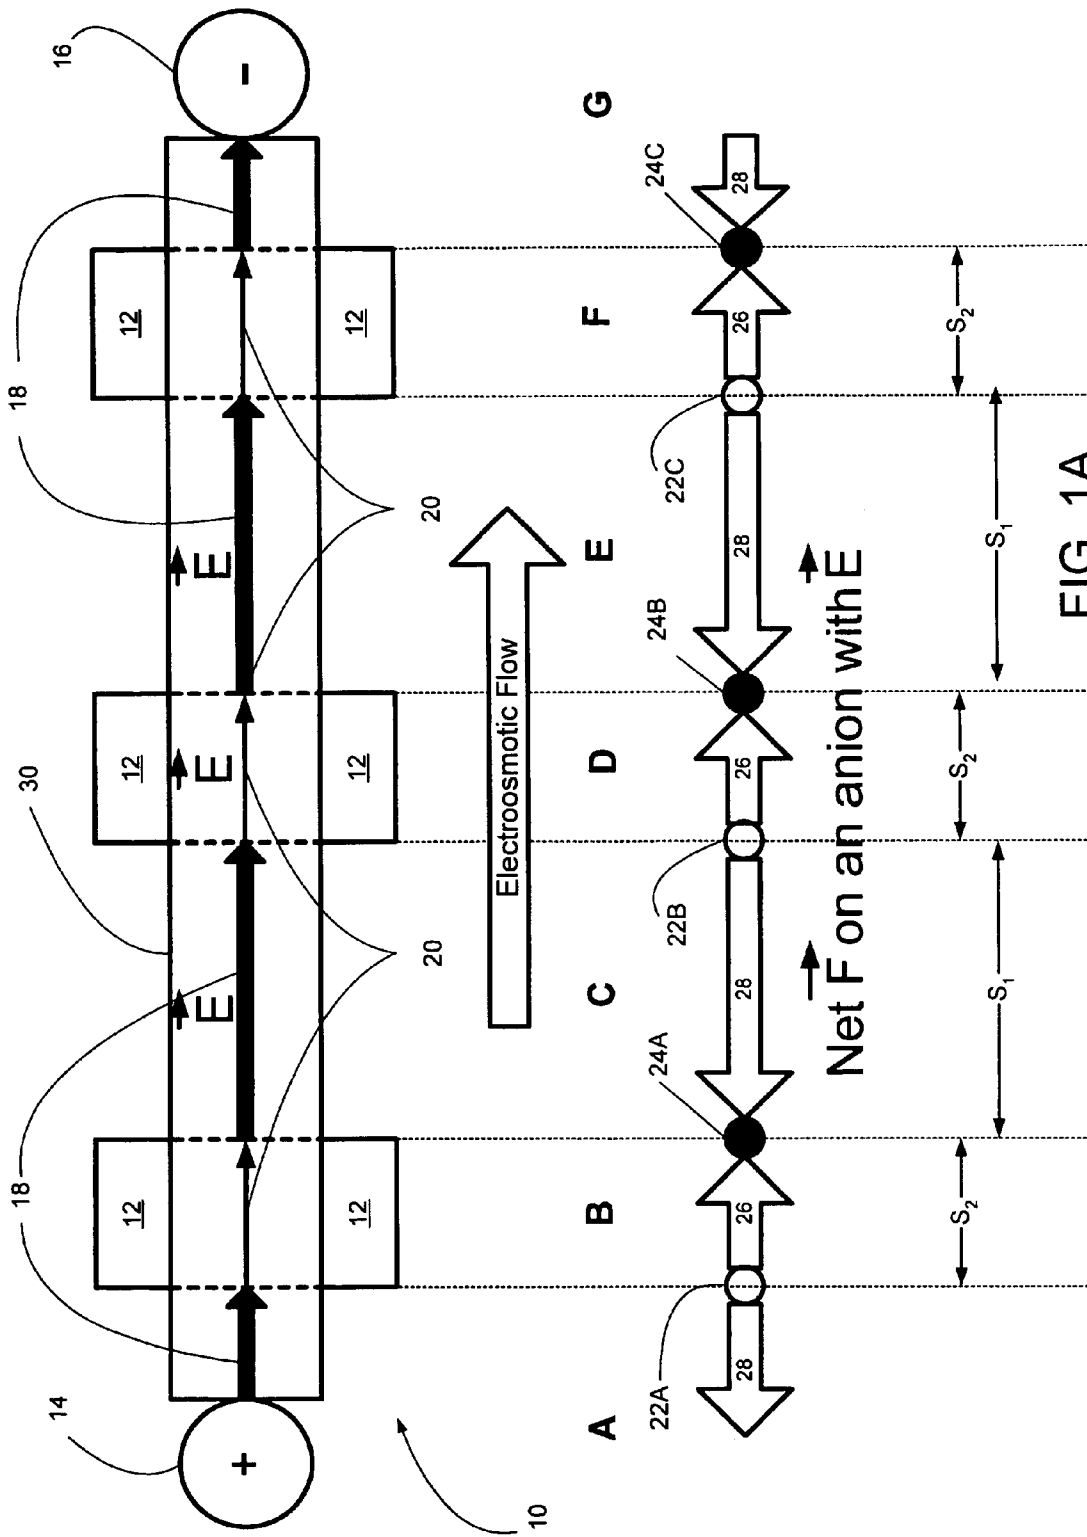 14
+
10
18
30
18
16
-
12
12
12
12
12
12
E
E
E
20
20
Electroosmotic Flow
A
B
C
D
E
F
G
22A
24A
22B
24B
22C
24C
28
26
28
26
28
26
28
Net F on an anion with E
S2
S1
S2
S1
S2
FIG. 1A